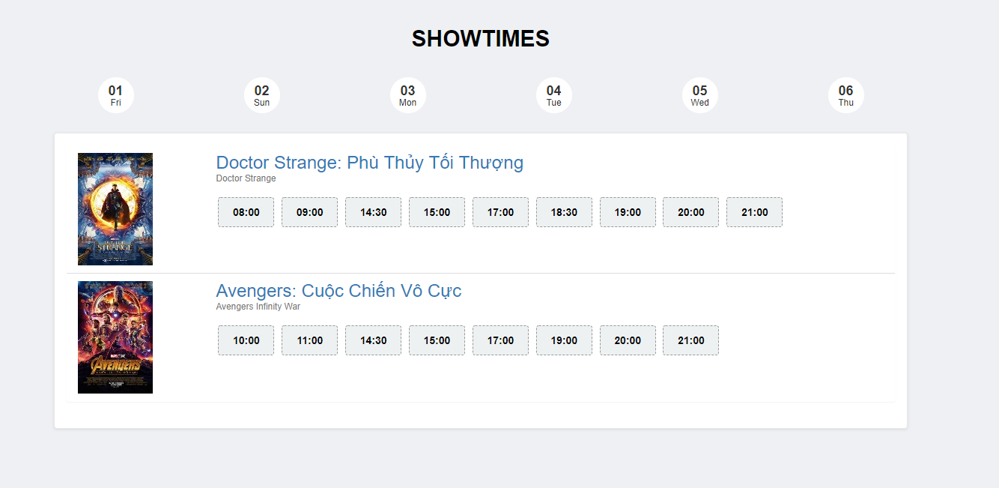 SHOWTIMES
01 02 03 04 05 06
Fri Sun Mon Tue Wed Thu
Doctor Strange: Phù Thủy Tối Thượng
Doctor Strange
08:00 09:00 14:30 15:00 17:00 18:30 19:00 20:00 21:00
DOCTOR
STRANGE
Avengers: Cuộc Chiến Vô Cực
Avengers Infinity War
10:00 11:00 14:30 15:00 17:00 19:00 20:00 21:00
AVENGERS